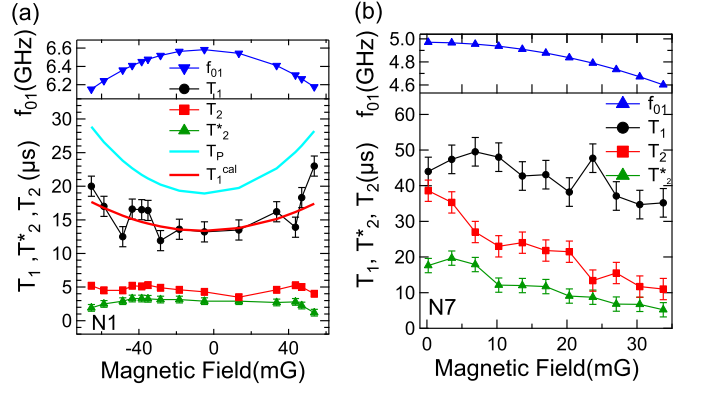 (a)
6.6
6.4
6.2
f01(GHz)
f01
T1
T2
T*2
TP
T1cal
30
25
20
15
10
5
0
T1 ,T*2 ,T2 (μs)
N1
-40
-20
0
20
40
Magnetic Field(mG)
(b)
5.0
4.8
4.6
f01(GHz)
f01
T1
T2
T*2
60
50
40
30
20
10
0
T1, T*2, T2(μs)
N7
0
10
20
30
Magnetic Field(mG)